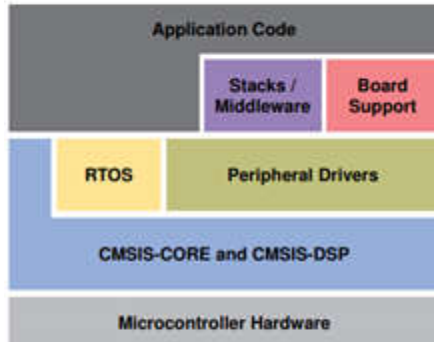 Application Code
Stacks /
Middleware
Board
Support
RTOS
Peripheral Drivers
CMSIS-CORE and CMSIS-DSP
Microcontroller Hardware